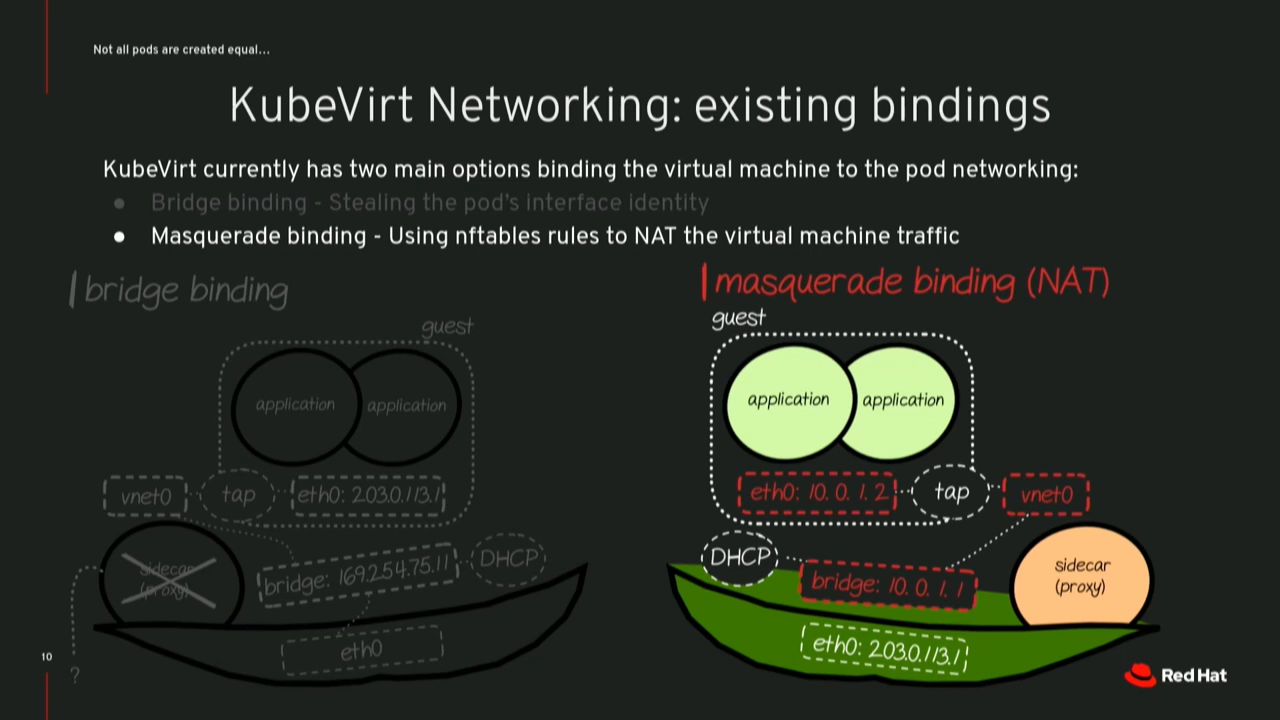 Not all pods are created equal...
KubeVirt Networking: existing bindings
KubeVirt currently has two main options binding the virtual machine to the pod networking:
● Bridge binding - Stealing the pod's interface identity
● Masquerade binding - Using nftables rules to NAT the virtual machine traffic
bridge binding
guest
application
application
vnet0
tap
eth0: 203.0.113.1
sidecar
(proxy)
bridge: 169.254.75.11
DHCP
eth0
?
masquerade binding (NAT)
guest
application
application
eth0: 10. 0. 1. 2
tap
vnet0
DHCP
bridge: 10. 0. 1. 1
sidecar
(proxy)
eth0: 203.0.113.1
10
Red Hat